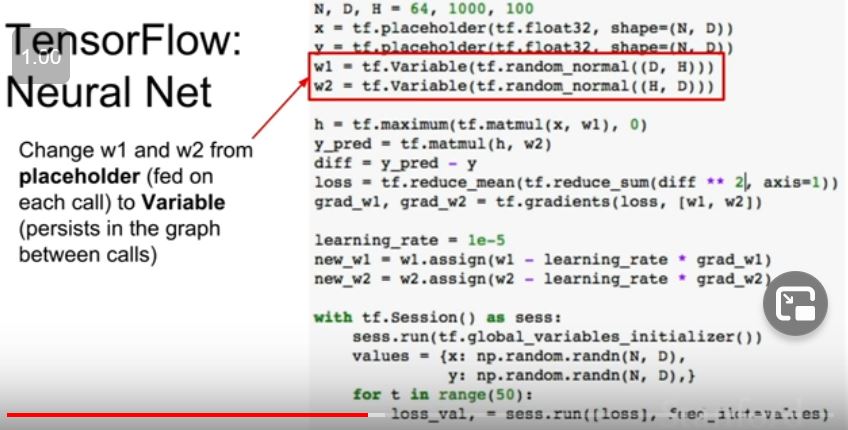 TensorFlow:
Neural Net
1.00
Change w1 and w2 from
placeholder (fed on
each call) to Variable
(persists in the graph
between calls)
N, D, H = 64, 1000, 100
x = tf.placeholder(tf.float32, shape=(N, D))
y = tf.placeholder(tf.float32, shape=(N, D))
w1 = tf.Variable(tf.random_normal((D, H)))
w2 = tf.Variable(tf.random_normal((H, D)))
h = tf.maximum(tf.matmul(x, w1), 0)
y_pred = tf.matmul(h, w2)
diff = y_pred - y
loss = tf.reduce_mean(tf.reduce_sum(diff ** 2, axis=1))
grad_w1, grad_w2 = tf.gradients(loss, [w1, w2])
learning_rate = 1e-5
new_w1 = w1.assign(w1 - learning_rate * grad_w1)
new_w2 = w2.assign(w2 - learning_rate * grad_w2)
with tf.Session() as sess:
    sess.run(tf.global_variables_initializer())
    values = {x: np.random.randn(N, D),
              y: np.random.randn(N, D),}
    for t in range(50):
        loss_val, = sess.run([loss], feed_dict=values)